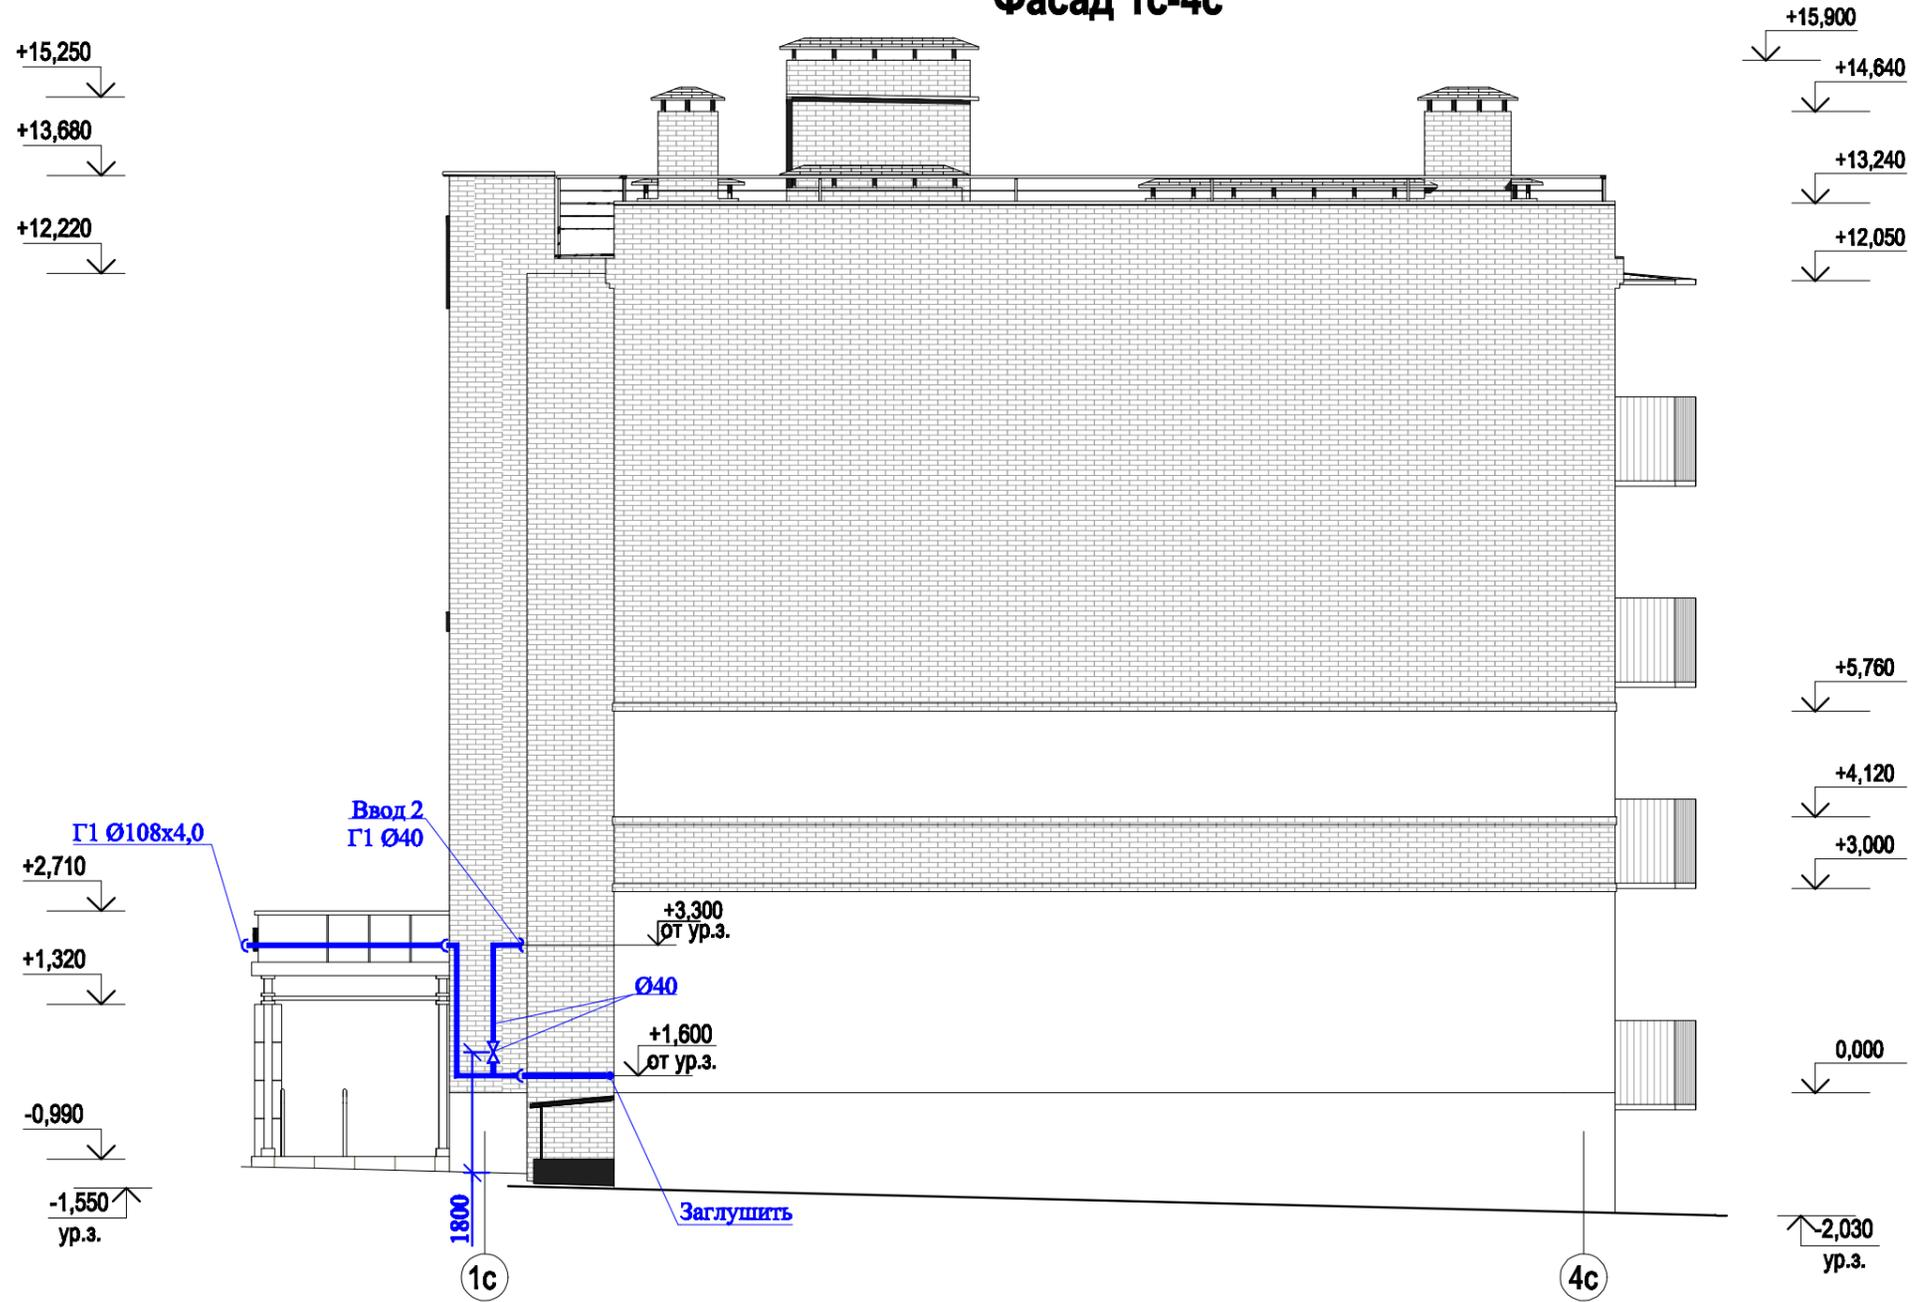 Фасад 1с-4с
+15,250
+13,680
+12,220
+15,900
+14,640
+13,240
+12,050
+5,760
+4,120
+3,000
0,000
-2,030
ур.з.
Г1 Ø108x4,0
Ввод 2
Г1 Ø40
+2,710
+1,320
-0,990
-1,550
ур.з.
+3,300
от ур.з.
Ø40
+1,600
от ур.з.
1800
Заглушить
1с
4с